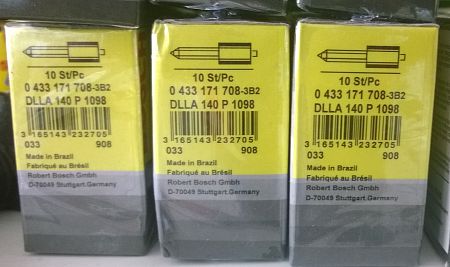 10 St/Pc
0 433 171 708-3B2
DLLA 140 P 1098
3 165143 232705
033 908
Made in Brazil
Fabriqué au Brésil
Robert Bosch Gmbh
D-70049 Stuttgart.Germany
10 St/Pc
0 433 171 708-3B2
DLLA 140 P 1098
3 165143 232705
033 908
Made in Brazil
Fabriqué au Brésil
Robert Bosch Gmbh
D-70049 Stuttgart.Germany
10 St/Pc
0 433 171 708-3B2
DLLA 140 P 1098
3 165143 232705
033 908
Made in Brazil
Fabriqué au Brésil
Robert Bosch Gmbh
D-70049 Stuttgart.Germany